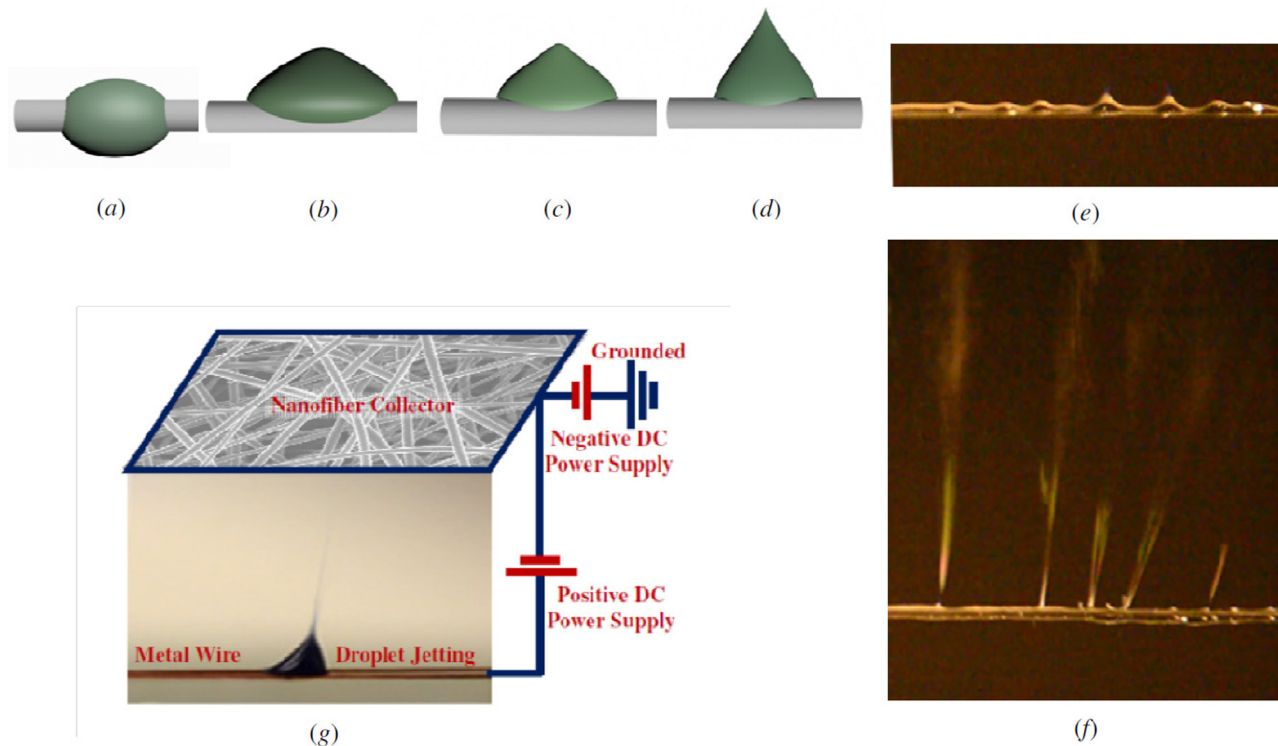 (a)
(b)
(c)
(d)
(e)
Grounded
Nanofiber Collector
Negative DC
Power Supply
Positive DC
Power Supply
Metal Wire
Droplet Jetting
(g)
(f)